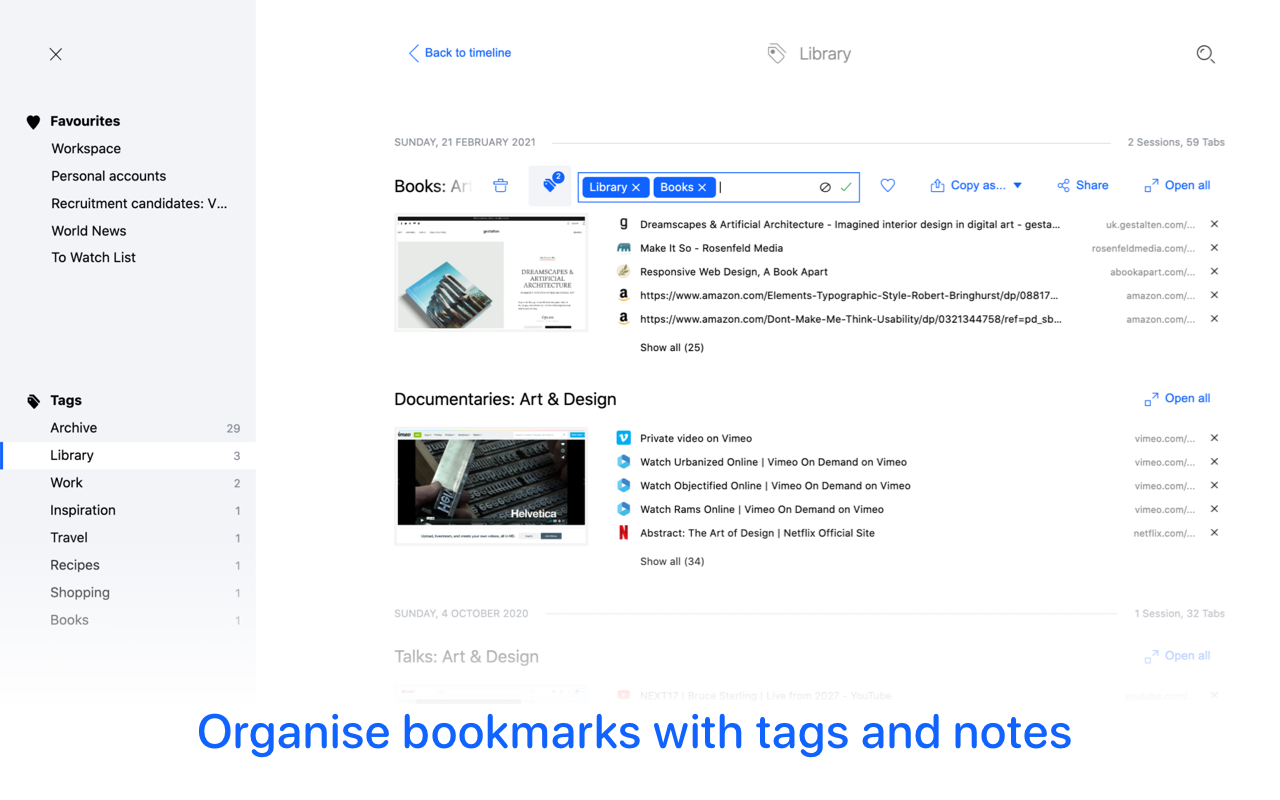 Back to timeline
Library
Favourites
Workspace
Personal accounts
Recruitment candidates: V...
World News
To Watch List
Tags
Archive 29
Library 3
Work 2
Inspiration 1
Travel 1
Recipes 1
Shopping 1
Books 1
SUNDAY, 21 FEBRUARY 2021 2 Sessions, 59 Tabs
Books: Art 2 Library Books Copy as... Share Open all
gestalten
DREAMSCAPES & ARTIFICIAL ARCHITECTURE
Dreamscapes & Artificial Architecture - Imagined interior design in digital art - gesta... uk.gestalten.com/...
Make It So - Rosenfeld Media rosenfeldmedia.com/...
Responsive Web Design, A Book Apart abookapart.com/...
https://www.amazon.com/Elements-Typographic-Style-Robert-Bringhurst/dp/08817... amazon.com/...
https://www.amazon.com/Dont-Make-Me-Think-Usability/dp/0321344758/ref=pd_sb... amazon.com/...
Show all (25)
Documentaries: Art & Design Open all
vimeo
Helvetica
Private video on Vimeo vimeo.com/...
Watch Urbanized Online | Vimeo On Demand on Vimeo vimeo.com/...
Watch Objectified Online | Vimeo On Demand on Vimeo vimeo.com/...
Watch Rams Online | Vimeo On Demand on Vimeo vimeo.com/...
Abstract: The Art of Design | Netflix Official Site netflix.com/...
Show all (34)
SUNDAY, 4 OCTOBER 2020 1 Session, 32 Tabs
Talks: Art & Design Open all
NEXT17 | Bruce Sterling | Live from 2027 - YouTube
Organise bookmarks with tags and notes